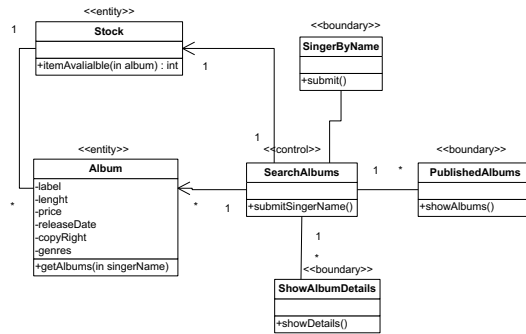 <<entity>>
Stock
+itemAvalialble(in album) : int
<<boundary>>
SingerByName
+submit()
1
1
1
<<entity>>
Album
-label
-lenght
-price
-releaseDate
-copyRight
-genres
+getAlbums(in singerName)
*
*
1
<<control>>
SearchAlbums
+submitSingerName()
1
*
<<boundary>>
PublishedAlbums
+showAlbums()
1
*
<<boundary>>
ShowAlbumDetails
+showDetails()